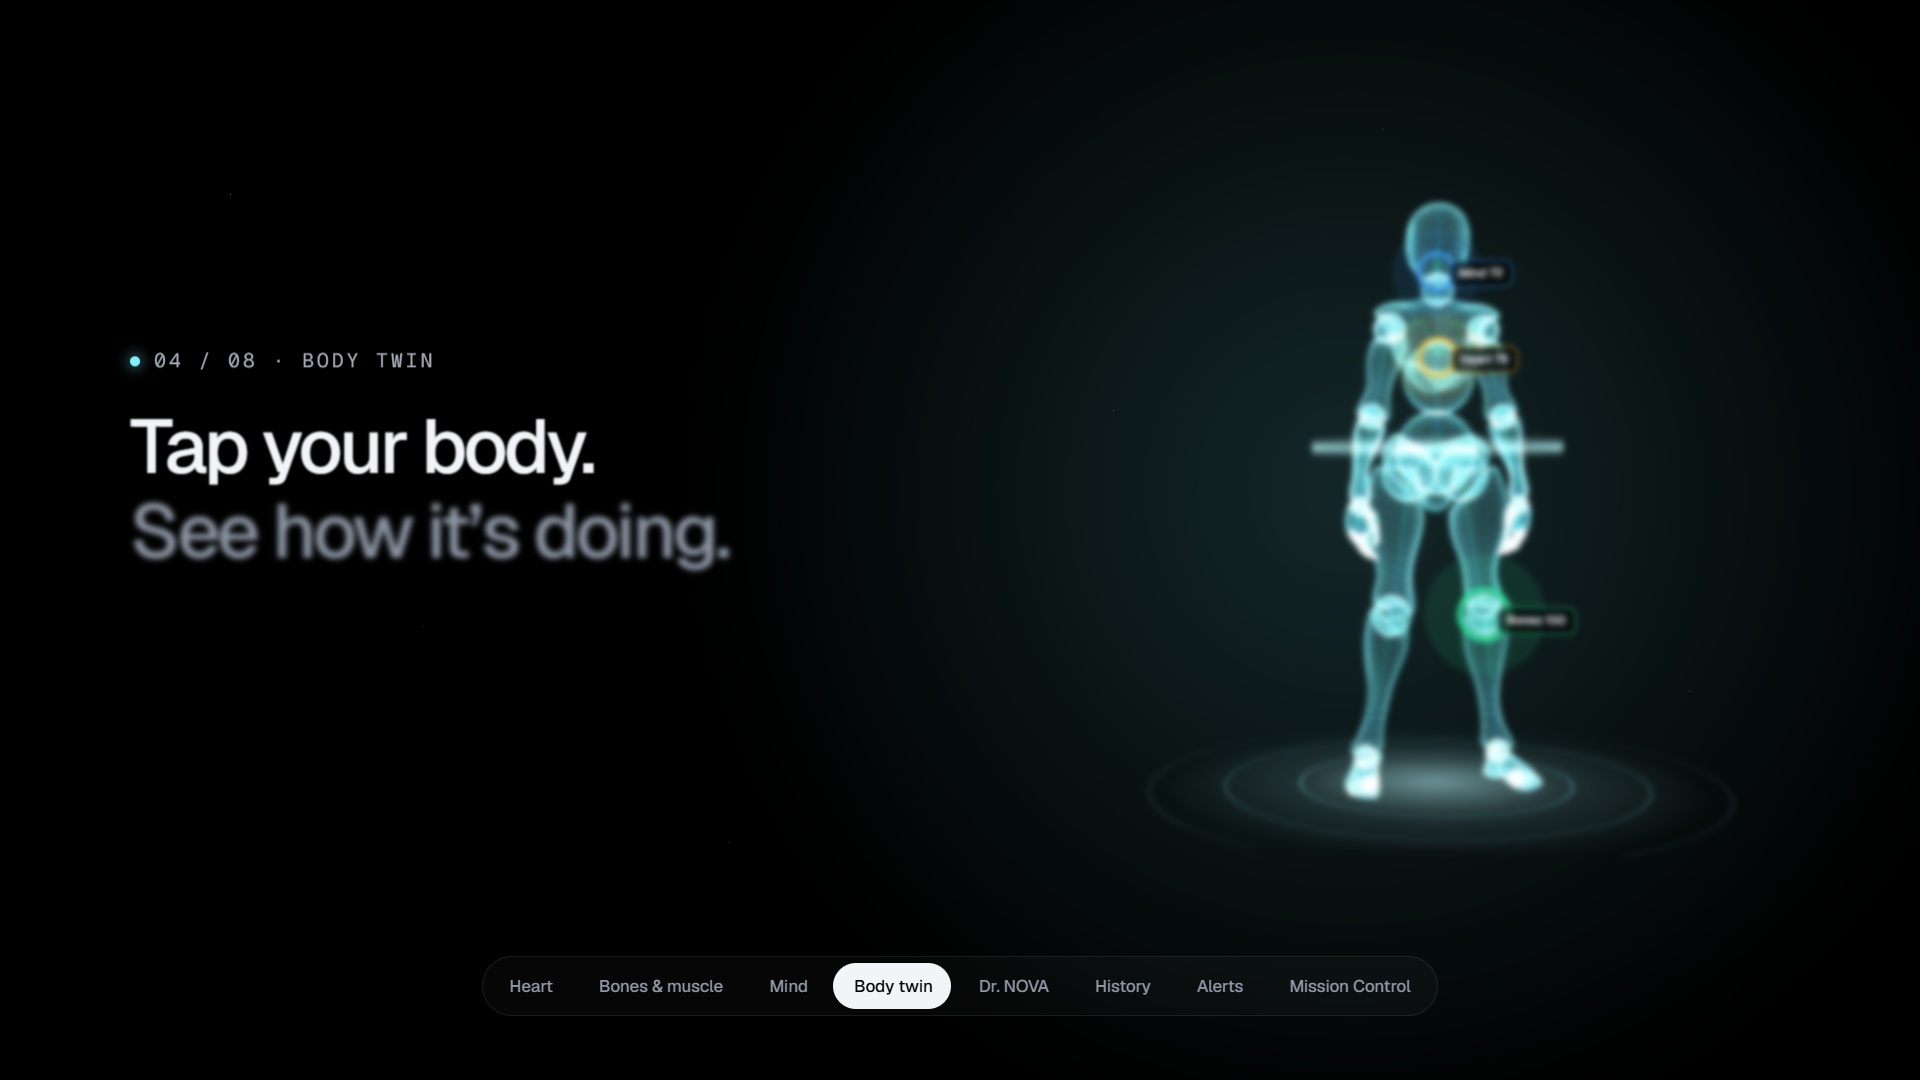 04 / 08 · BODY TWIN
Tap your body.
See how it’s doing.
Heart Bones & muscle Mind Body twin Dr. NOVA History Alerts Mission Control